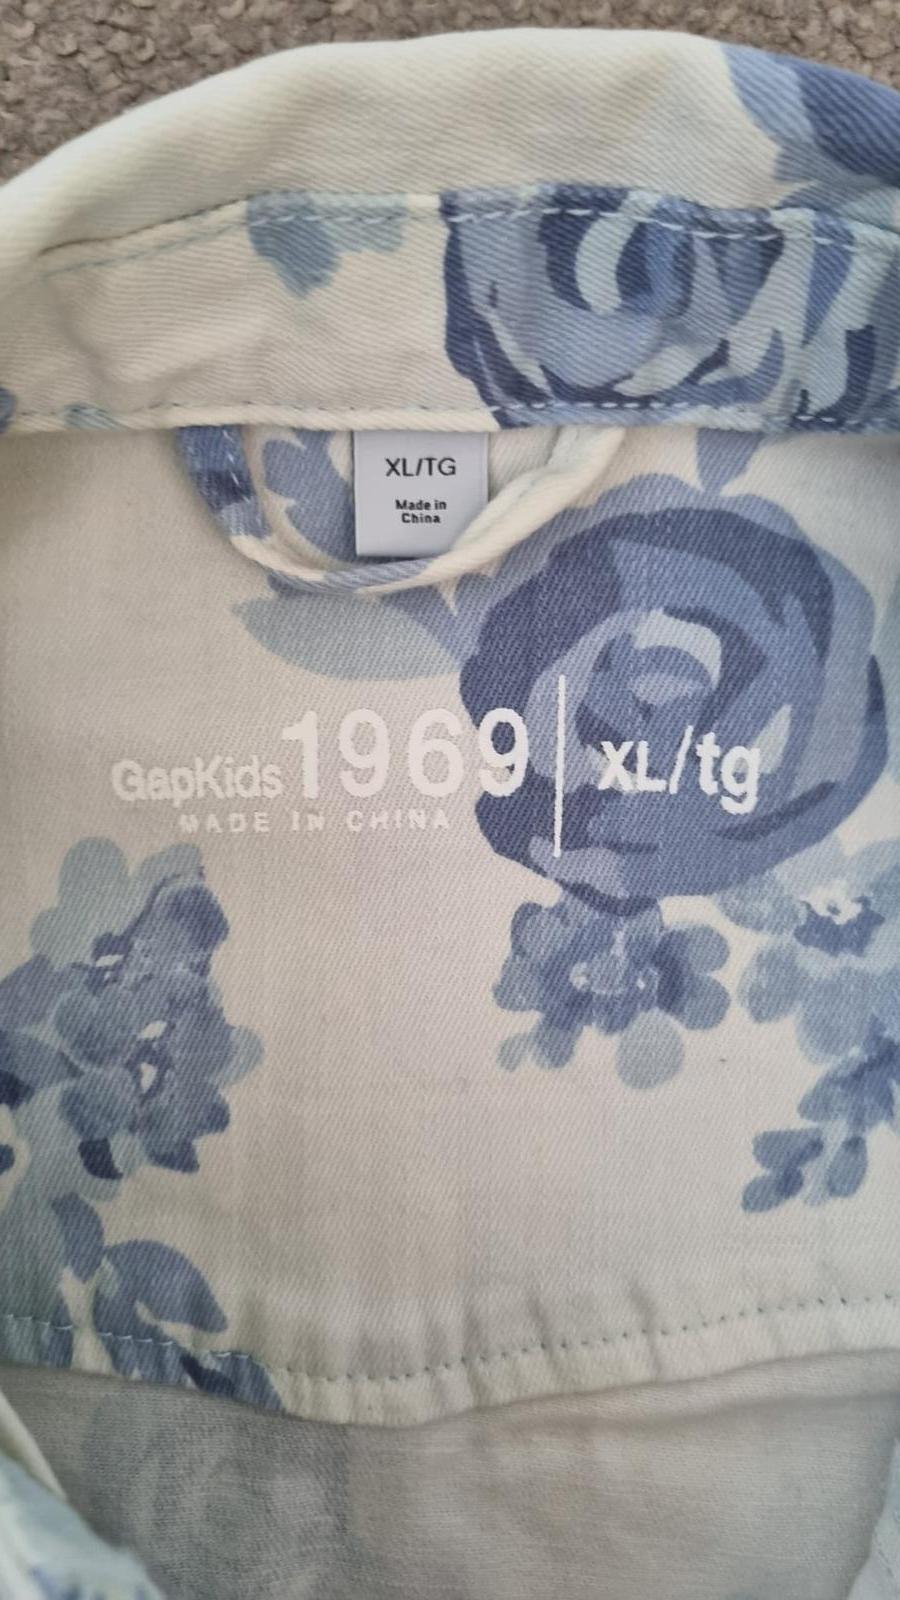 XL/TG
Made in
China
GapKids 1969 | XL/tg
MADE IN CHINA